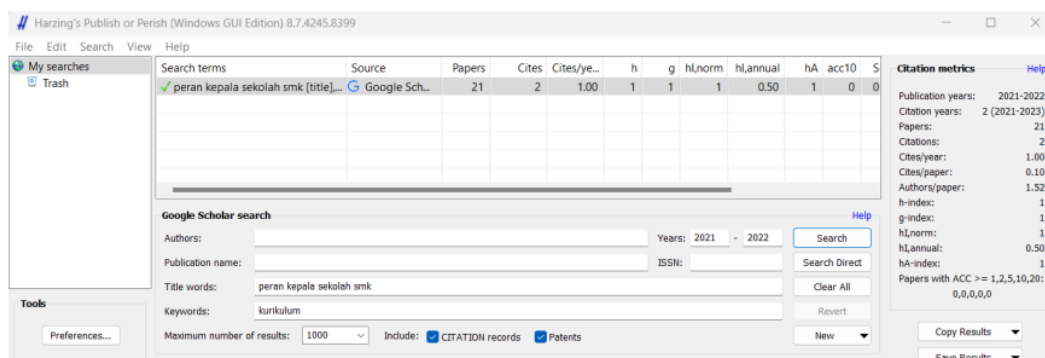 Harzing's Publish or Perish (Windows GUI Edition) 8.7.4245.8399
File Edit Search View Help
My searches
Trash
Search terms Source Papers Cites Cites/ye... h g hI,norm hI,annual hA acc10 S
peran kepala sekolah smk [title],... Google Sch... 21 2 1.00 1 1 1 0.50 1 0 0
Citation metrics Help
Publication years: 2021-2022
Citation years: 2 (2021-2023)
Papers: 21
Citations: 2
Cites/year: 1.00
Cites/paper: 0.10
Authors/paper: 1.52
h-index: 1
g-index: 1
hI,norm: 1
hI,annual: 0.50
hA-index: 1
Papers with ACC >= 1,2,5,10,20:
0,0,0,0,0
Copy Results
Save Results
Google Scholar search Help
Authors: Years: 2021 - 2022 Search
Publication name: ISSN: Search Direct
Title words: peran kepala sekolah smk Clear All
Keywords: kurikulum Revert
Maximum number of results: 1000 Include: CITATION records Patents New
Tools
Preferences...